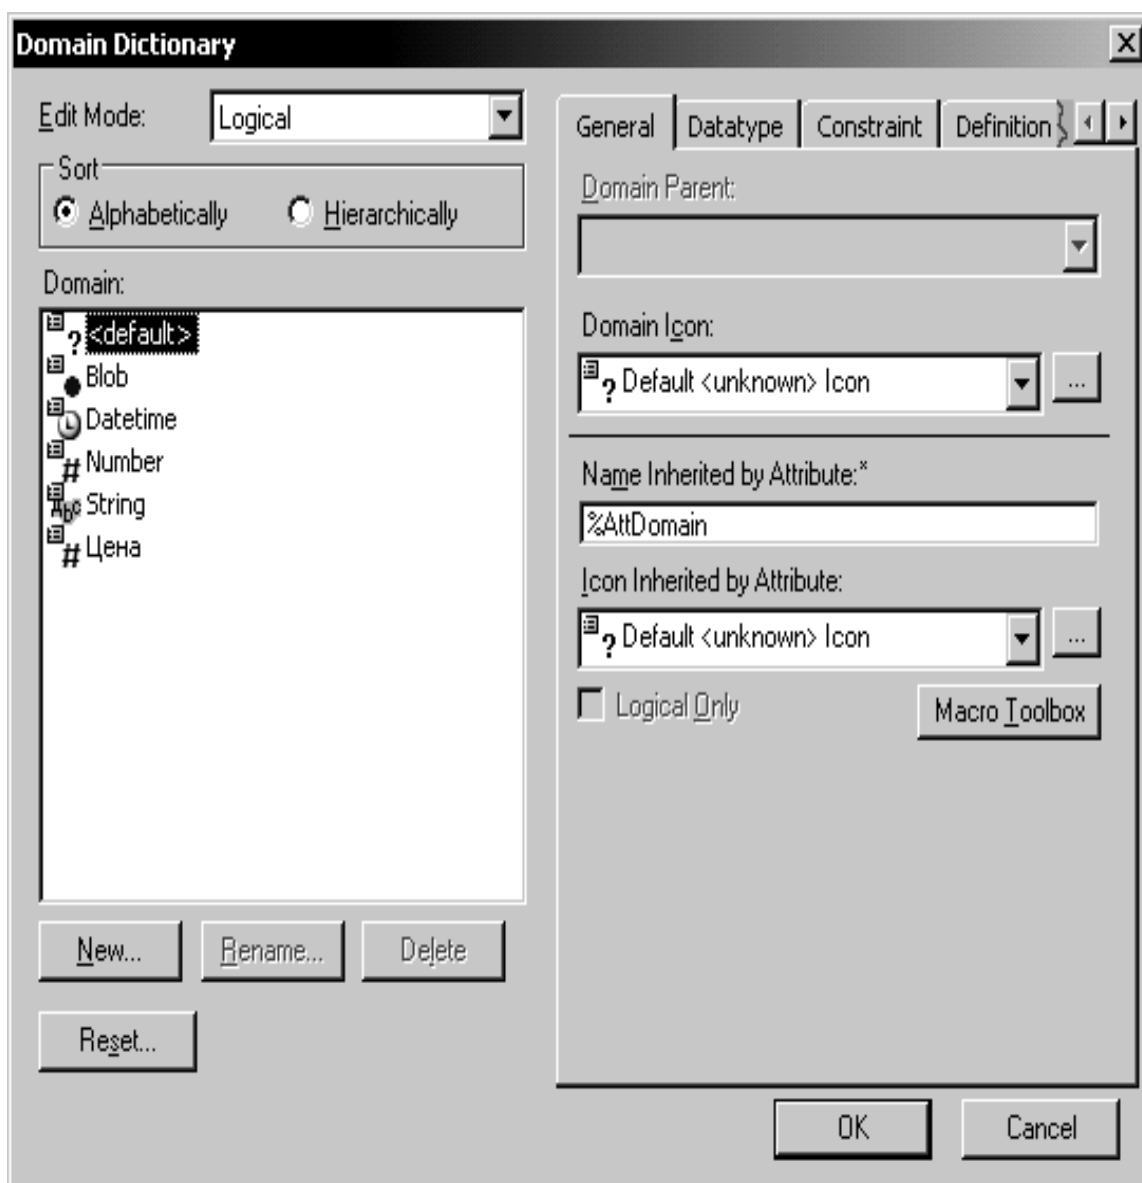 Domain Dictionary
Edit Mode:
Logical
Sort
Alphabetically
Hierarchically
Domain:
<default>
Blob
Datetime
Number
String
Цена
New...
Rename...
Delete
Reset...
General
Datatype
Constraint
Definition
Domain Parent:
Domain Icon:
Default <unknown> Icon
...
Name Inherited by Attribute:*
%AttDomain
Icon Inherited by Attribute:
Default <unknown> Icon
...
Logical Only
Macro Toolbox
OK
Cancel